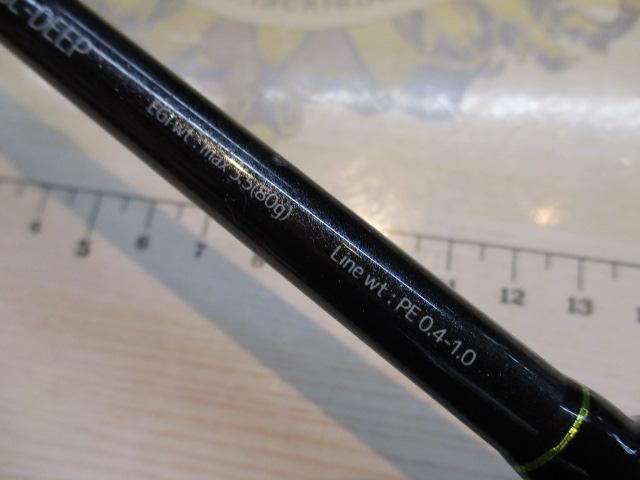 -DEEP
EGI wt : max 3.5(80g)
Line wt : PE 0.4-1.0
4 5 6 7 8 12 13